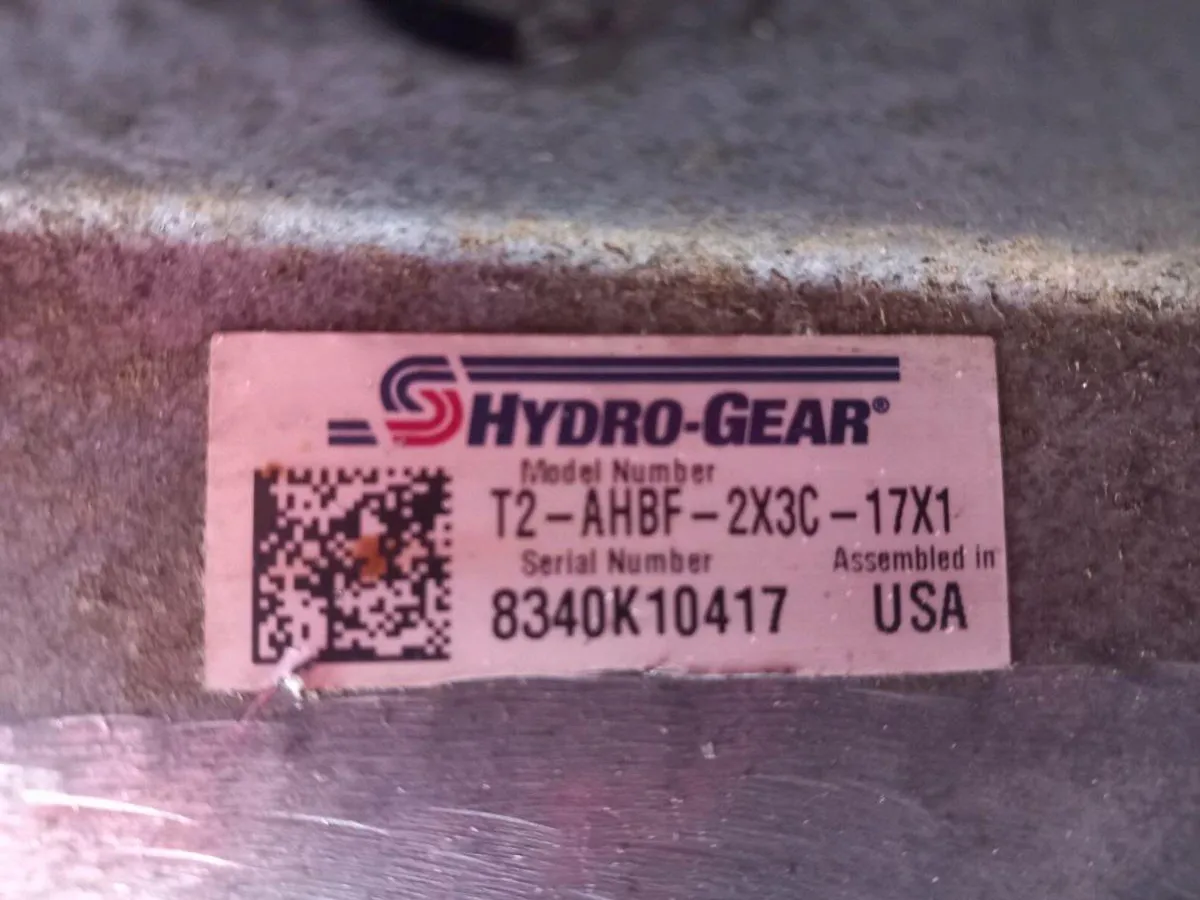 HYDRO-GEAR®
Model Number
T2-AHBF-2X3C-17X1
Serial Number Assembled in
8340K10417 USA